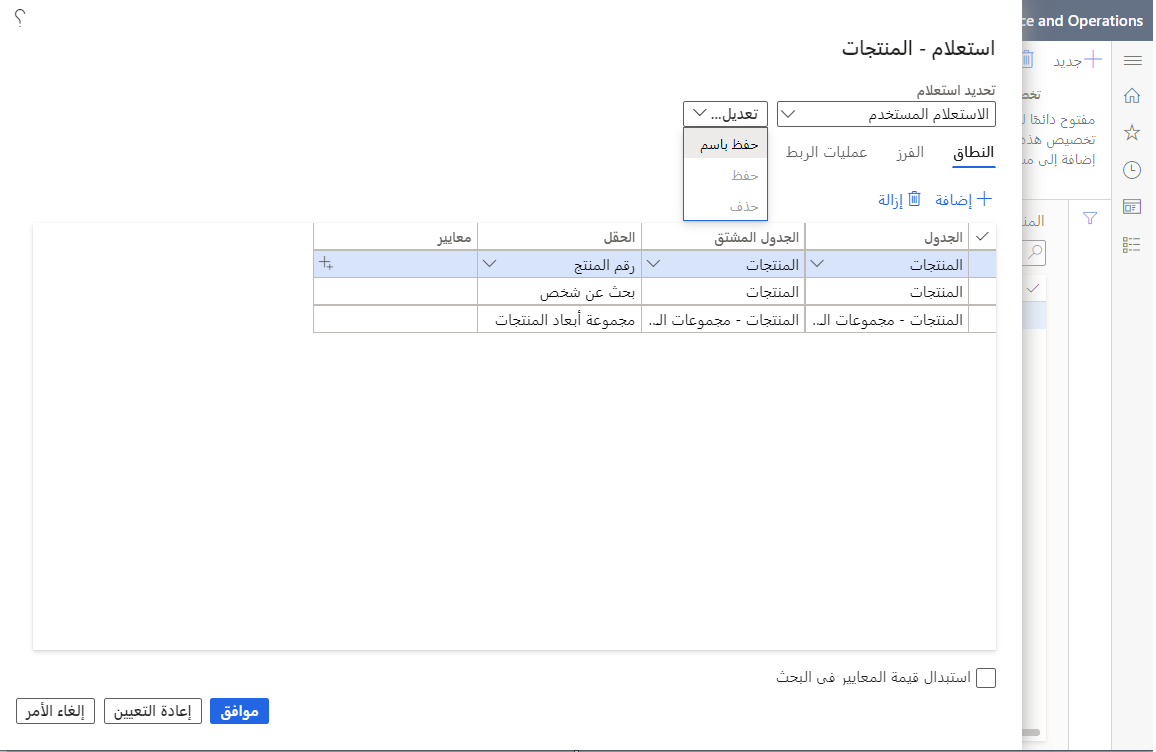 ce and Operations
جديد
تخص
مفتوح دائمًا ل
تخصيص هذه
إضافة إلى مس
المن
استعلام - المنتجات
تحديد استعلام
الاستعلام المستخدم
تعديل...
حفظ باسم
حفظ
حذف
النطاق
الفرز
عمليات الربط
إضافة
إزالة
الجدول الجدول المشتق الحقل معايير
المنتجات المنتجات رقم المنتج
المنتجات المنتجات بحث عن شخص
المنتجات - مجموعات الـ... المنتجات - مجموعات الـ... مجموعة أبعاد المنتجات
استبدال قيمة المعايير في البحث
موافق
إعادة التعيين
إلغاء الأمر